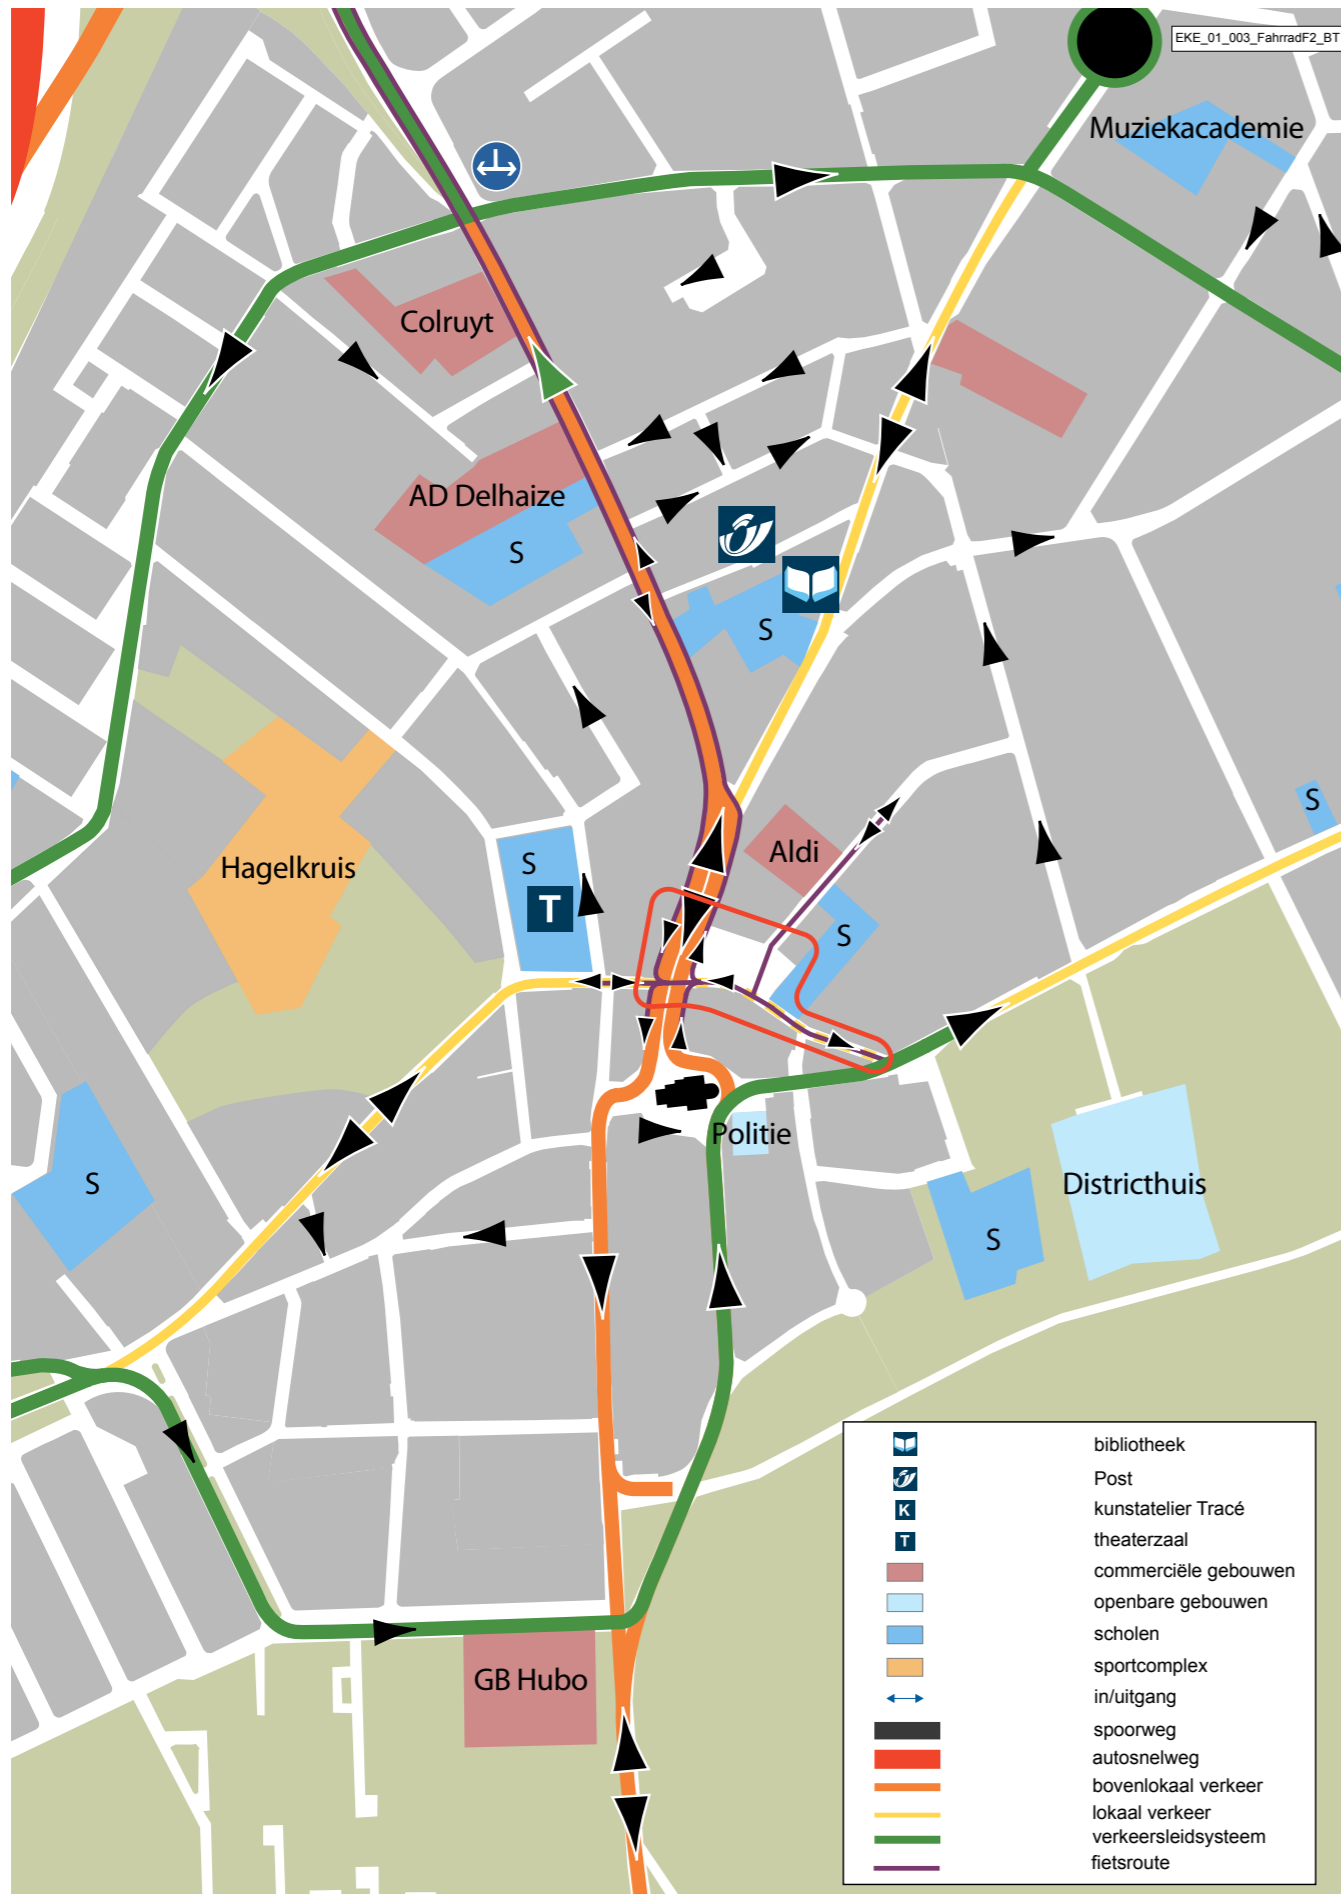 EKE_01_003_FahrradF2_BT
Muziekacademie
Colruyt
AD Delhaize
S
S
Hagelkruis
S
T
Aldi
S
S
Politie
S
Districthuis
S
GB Hubo
bibliotheek
Post
K kunstatelier Tracé
T theaterzaal
commerciële gebouwen
openbare gebouwen
scholen
sportcomplex
in/uitgang
spoorweg
autosnelweg
bovenlokaal verkeer
lokaal verkeer
verkeersleidsysteem
fietsroute